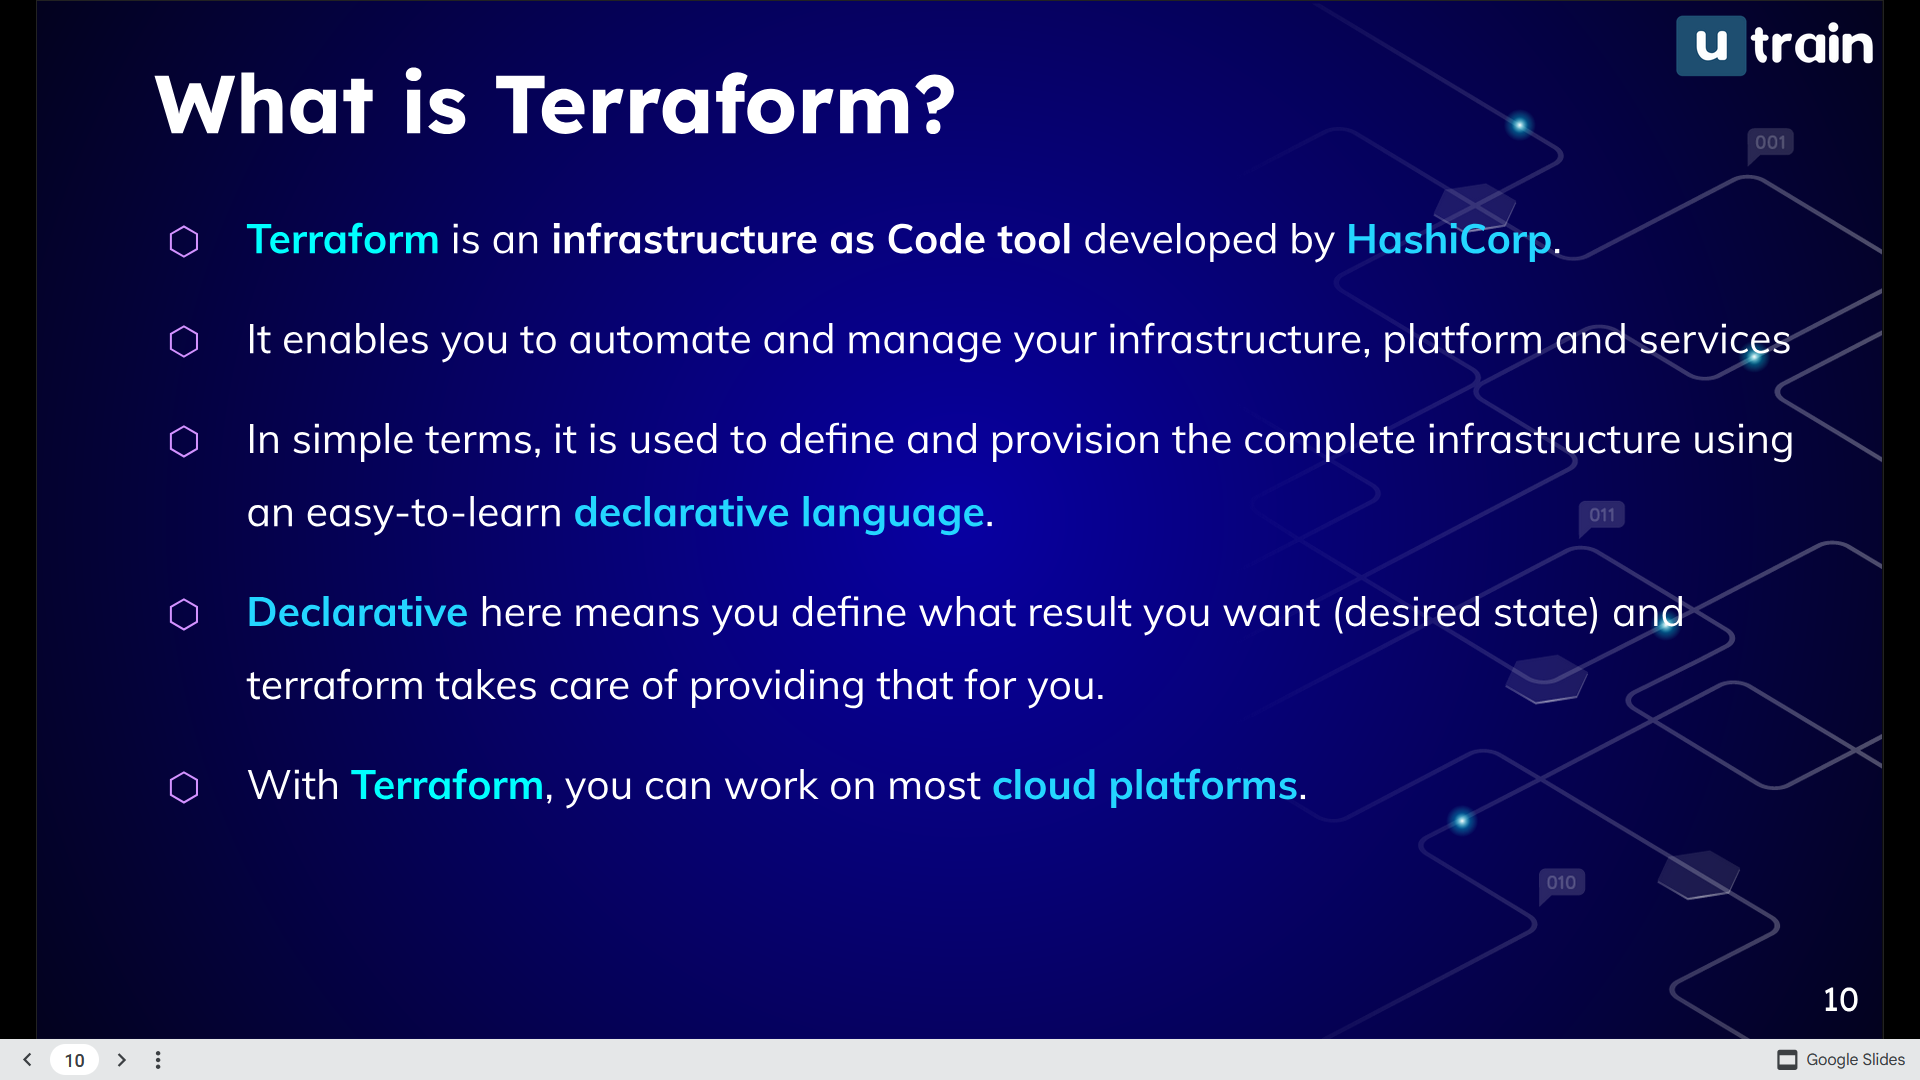 u train
What is Terraform?
001
Terraform is an infrastructure as Code tool developed by HashiCorp.
It enables you to automate and manage your infrastructure, platform and services
In simple terms, it is used to define and provision the complete infrastructure using
an easy-to-learn declarative language.
011
Declarative here means you define what result you want (desired state) and
terraform takes care of providing that for you.
With Terraform, you can work on most cloud platforms.
010
10
10
Google Slides